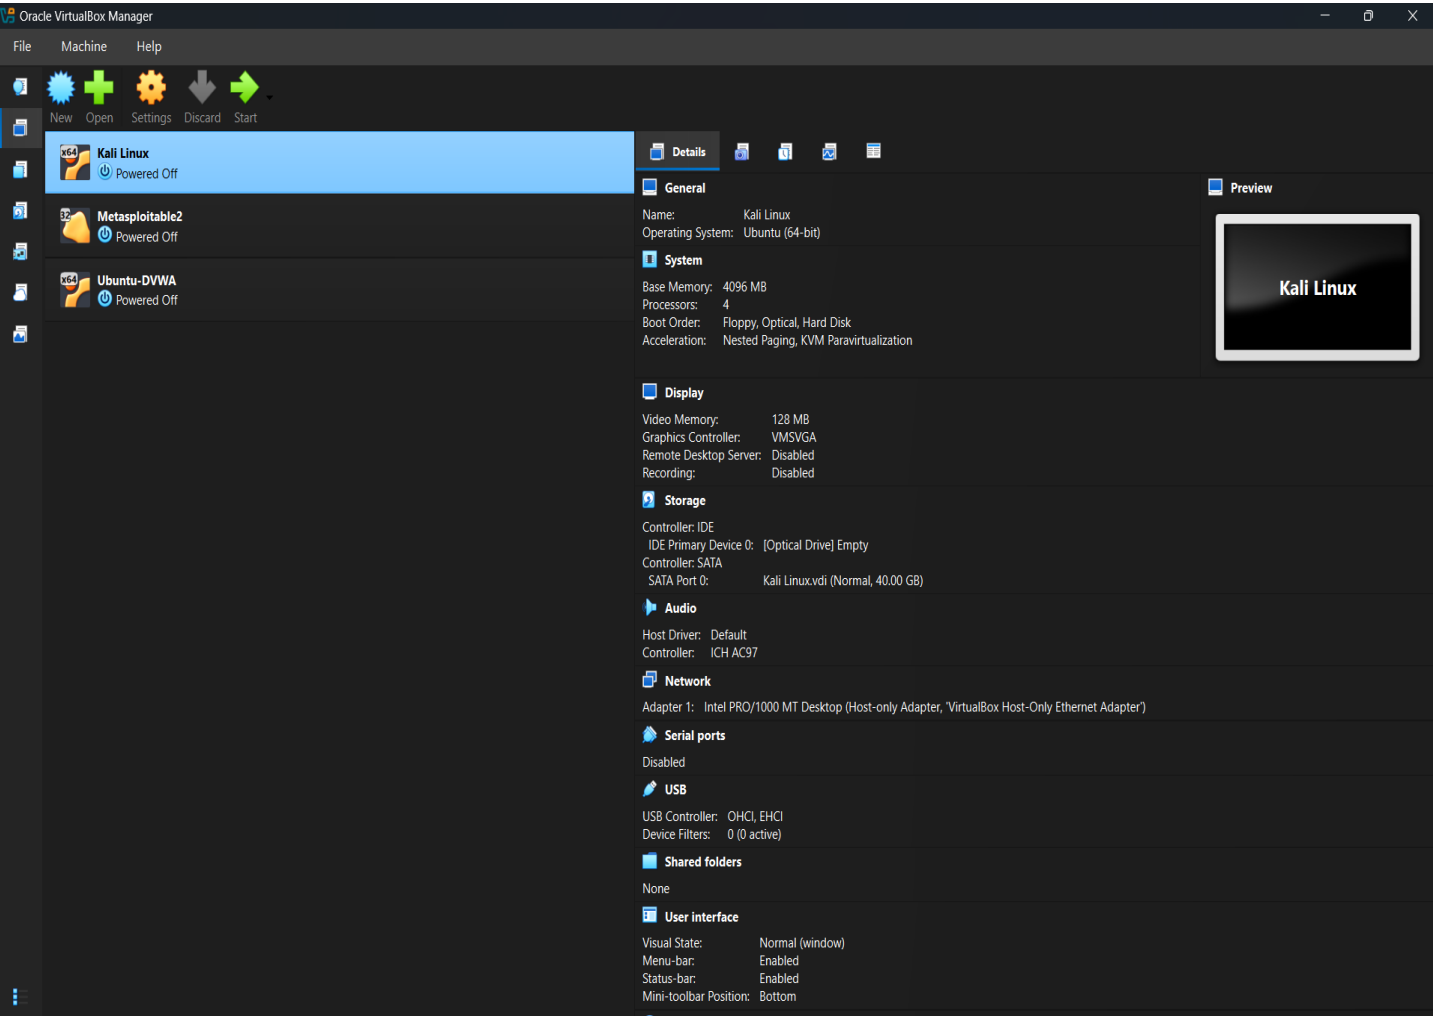 Oracle VirtualBox Manager
File Machine Help
New Open Settings Discard Start
x64 Kali Linux
Powered Off
32 Metasploitable2
Powered Off
x64 Ubuntu-DVWA
Powered Off
Details
General
Name: Kali Linux
Operating System: Ubuntu (64-bit)
Preview
Kali Linux
System
Base Memory: 4096 MB
Processors: 4
Boot Order: Floppy, Optical, Hard Disk
Acceleration: Nested Paging, KVM Paravirtualization
Display
Video Memory: 128 MB
Graphics Controller: VMSVGA
Remote Desktop Server: Disabled
Recording: Disabled
Storage
Controller: IDE
IDE Primary Device 0: [Optical Drive] Empty
Controller: SATA
SATA Port 0: Kali Linux.vdi (Normal, 40.00 GB)
Audio
Host Driver: Default
Controller: ICH AC97
Network
Adapter 1: Intel PRO/1000 MT Desktop (Host-only Adapter, 'VirtualBox Host-Only Ethernet Adapter')
Serial ports
Disabled
USB
USB Controller: OHCI, EHCI
Device Filters: 0 (0 active)
Shared folders
None
User interface
Visual State: Normal (window)
Menu-bar: Enabled
Status-bar: Enabled
Mini-toolbar Position: Bottom